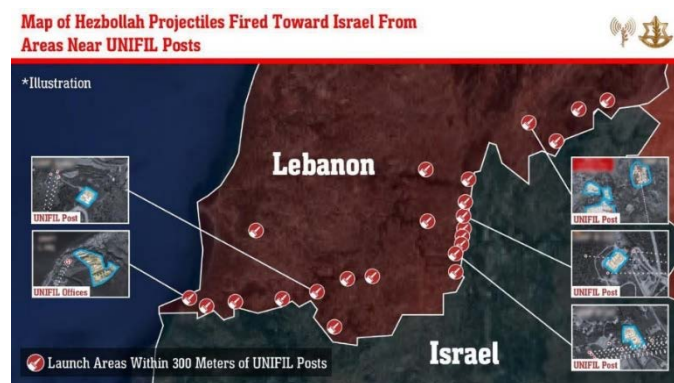 Map of Hezbollah Projectiles Fired Toward Israel From
Areas Near UNIFIL Posts
*Illustration
Lebanon
UNIFIL Post
UNIFIL Offices
UNIFIL Post
UNIFIL Post
UNIFIL Post
Israel
Launch Areas Within 300 Meters of UNIFIL Posts